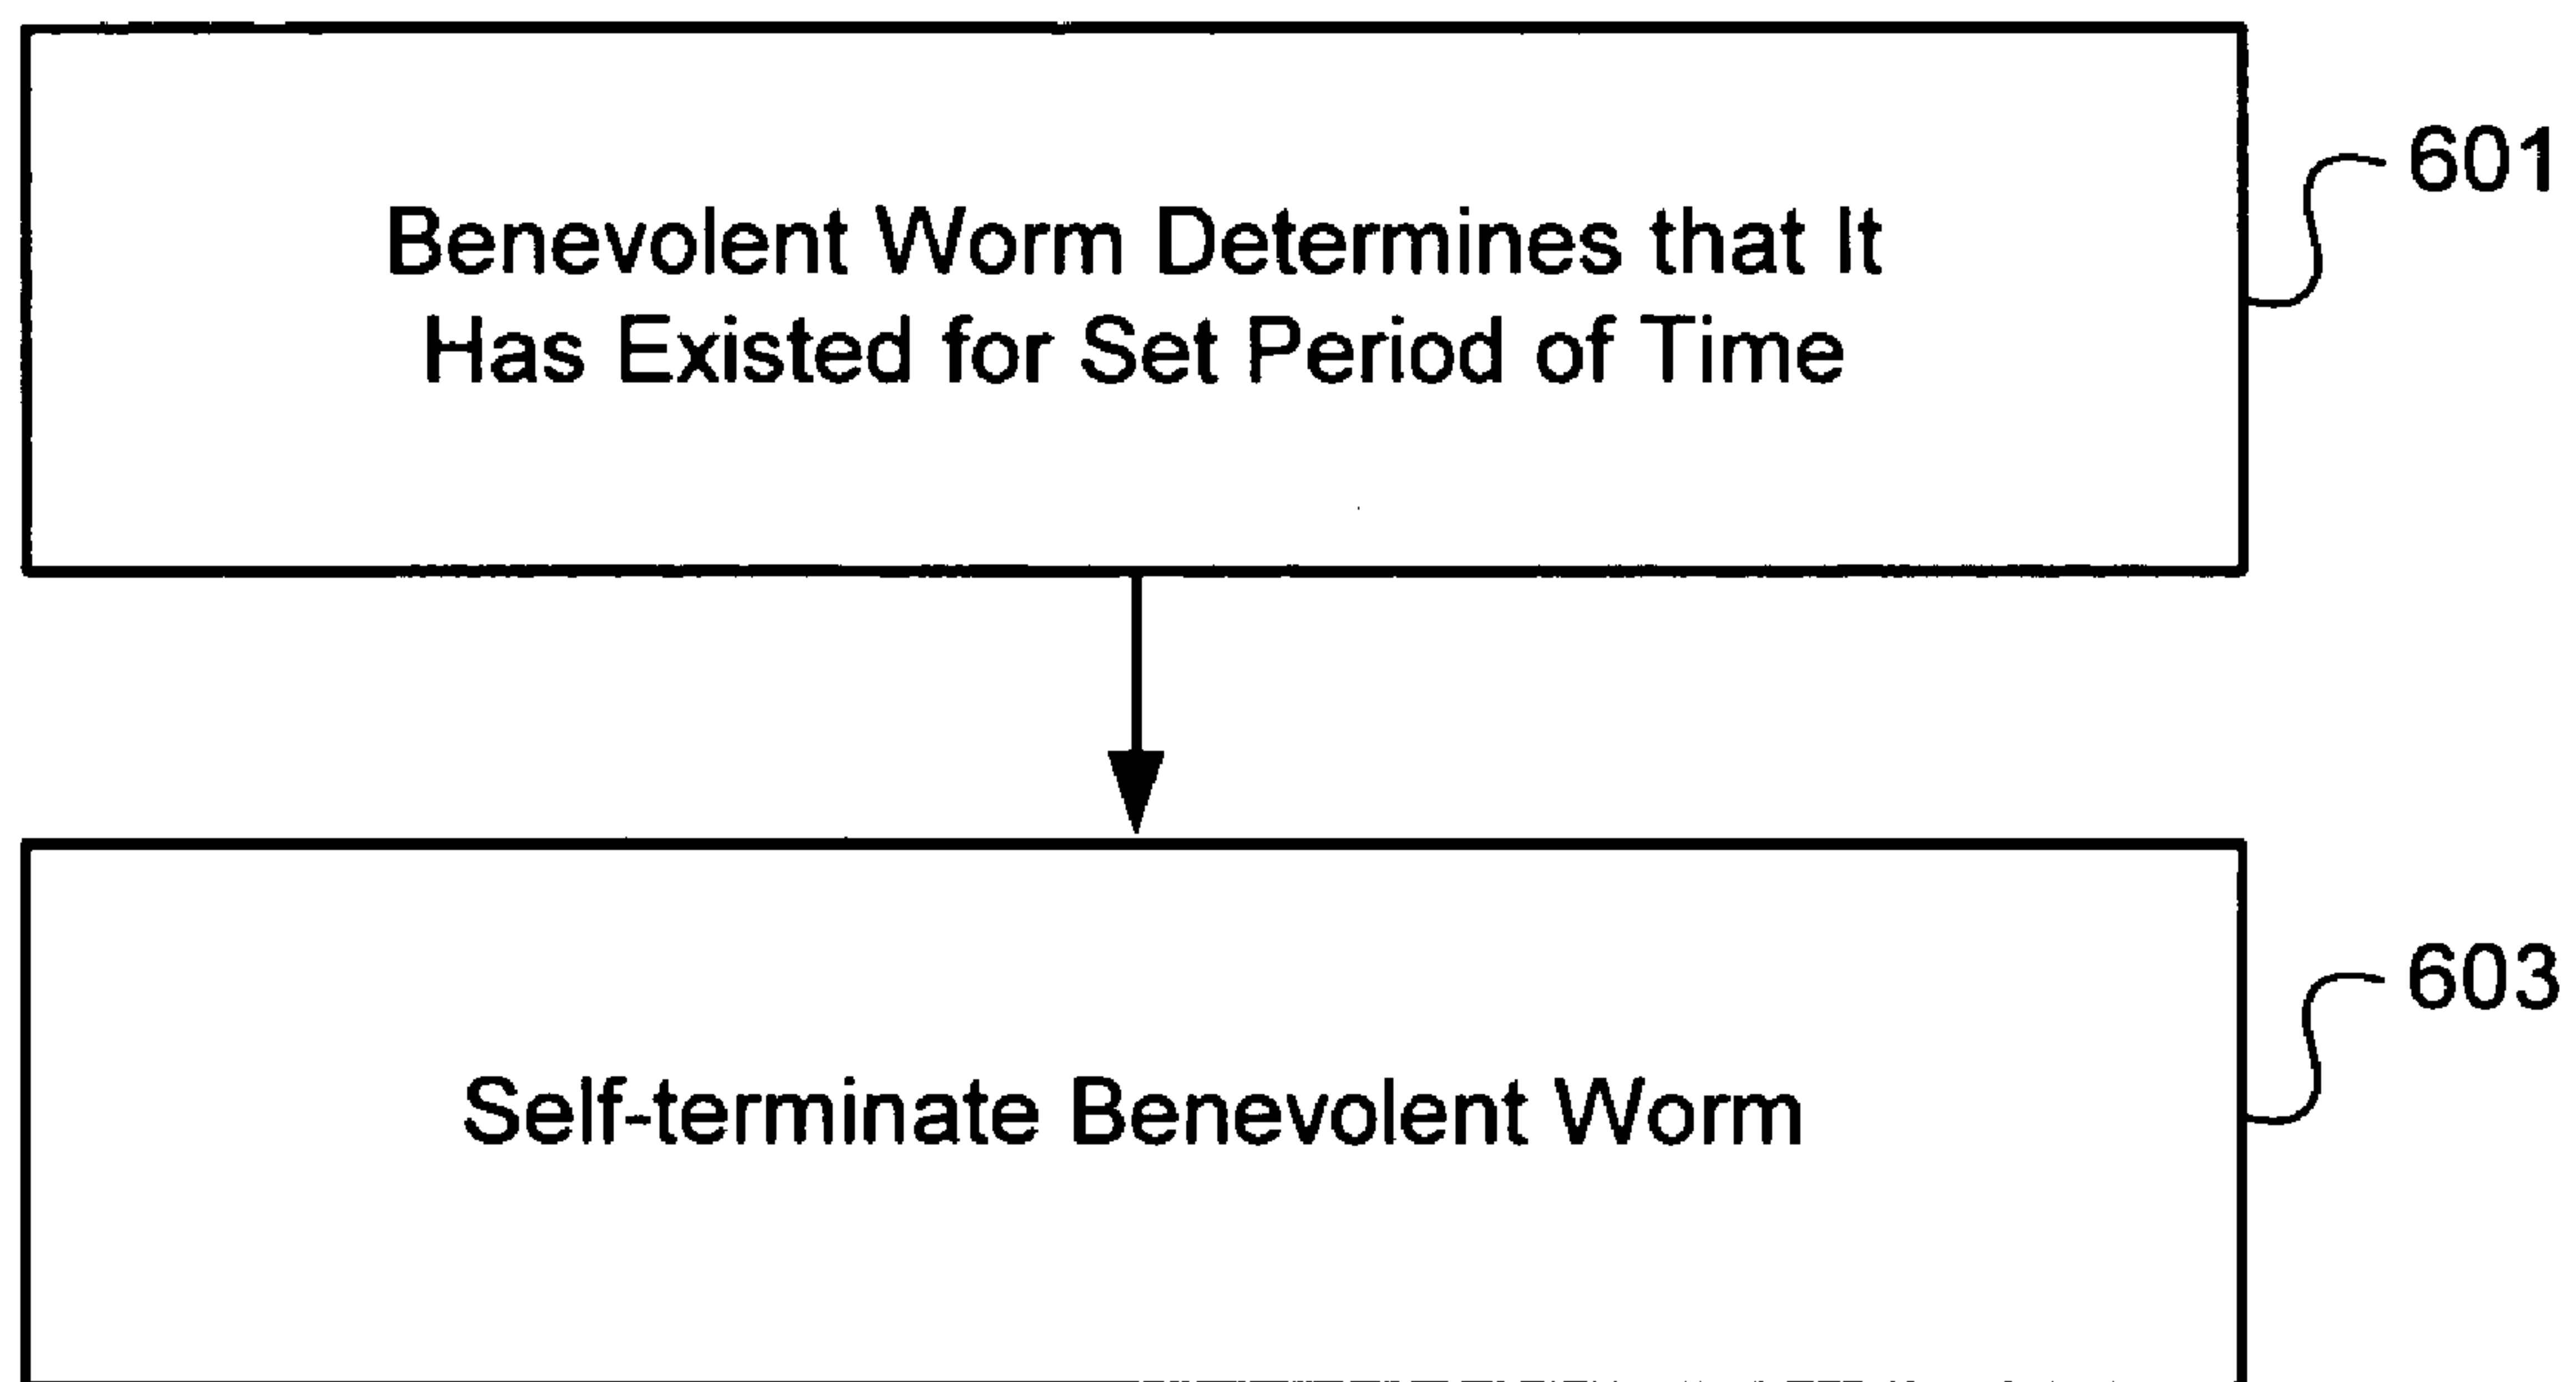 Benevolent Worm Determines that It
Has Existed for Set Period of Time
601
Self-terminate Benevolent Worm
603